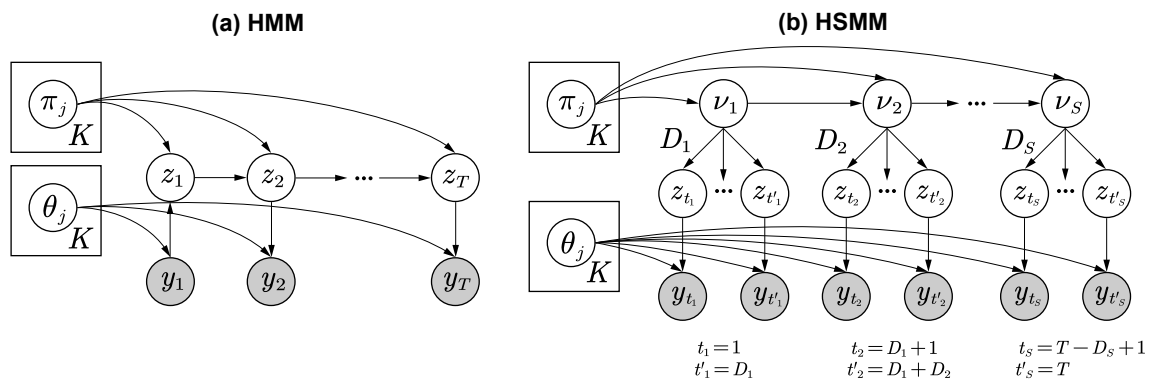 (a) HMM
π_j
K
θ_j
K
z_1 z_2 ... z_T
y_1 y_2 y_T
(b) HSMM
π_j
K
ν_1 ν_2 ... ν_S
D_1 D_2 D_S
z_{t_1} ... z_{t'_1} z_{t_2} ... z_{t'_2} z_{t_S} ... z_{t'_S}
θ_j
K
y_{t_1} y_{t'_1} y_{t_2} y_{t'_2} y_{t_S} y_{t'_S}
t_1=1
t'_1=D_1
t_2=D_1+1
t'_2=D_1+D_2
t_S=T−D_S+1
t'_S=T